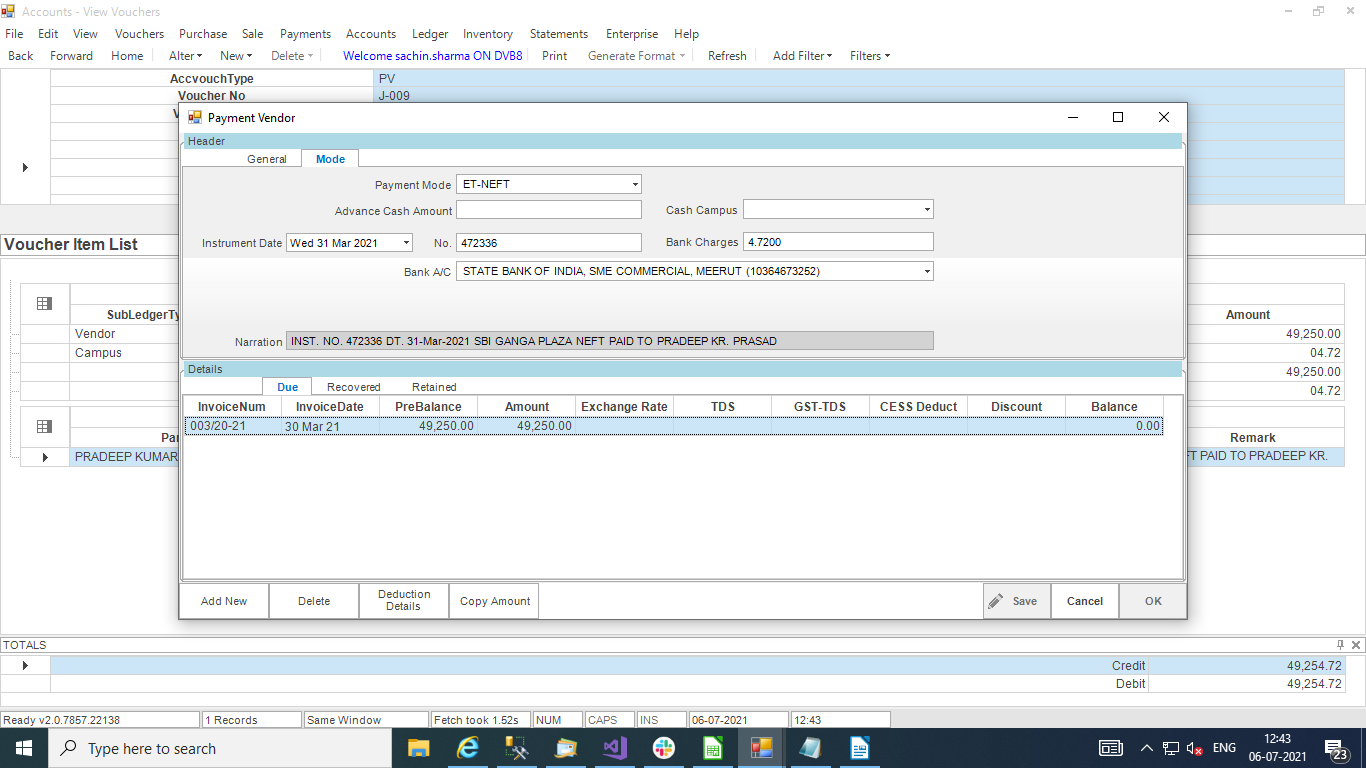 Accounts - View Vouchers
File Edit View Vouchers Purchase Sale Payments Accounts Ledger Inventory Statements Enterprise Help
Back Forward Home Alter New Delete Welcome sachin.sharma ON DVB8 Print Generate Format Refresh Add Filter Filters
AccvouchType PV
Voucher No J-009
Payment Vendor
Header
General Mode
Payment Mode ET-NEFT
Advance Cash Amount Cash Campus
Instrument Date Wed 31 Mar 2021 No. 472336 Bank Charges 4.7200
Bank A/C STATE BANK OF INDIA, SME COMMERCIAL, MEERUT (10364673252)
Narration INST. NO. 472336 DT. 31-Mar-2021 SBI GANGA PLAZA NEFT PAID TO PRADEEP KR. PRASAD
Details
Due Recovered Retained
InvoiceNum InvoiceDate PreBalance Amount Exchange Rate TDS GST-TDS CESS Deduct Discount Balance
003/20-21 30 Mar 21 49,250.00 49,250.00 0.00
Add New Delete Deduction Details Copy Amount Save Cancel OK
Voucher Item List
SubLedgerTy Amount
Vendor 49,250.00
Campus 04.72
49,250.00
04.72
Par Remark
PRADEEP KUMAR FT PAID TO PRADEEP KR.
TOTALS
Credit 49,254.72
Debit 49,254.72
Ready v2.0.7857.22138 1 Records Same Window Fetch took 1.52s NUM CAPS INS 06-07-2021 12:43
Type here to search ENG 12:43
06-07-2021 23